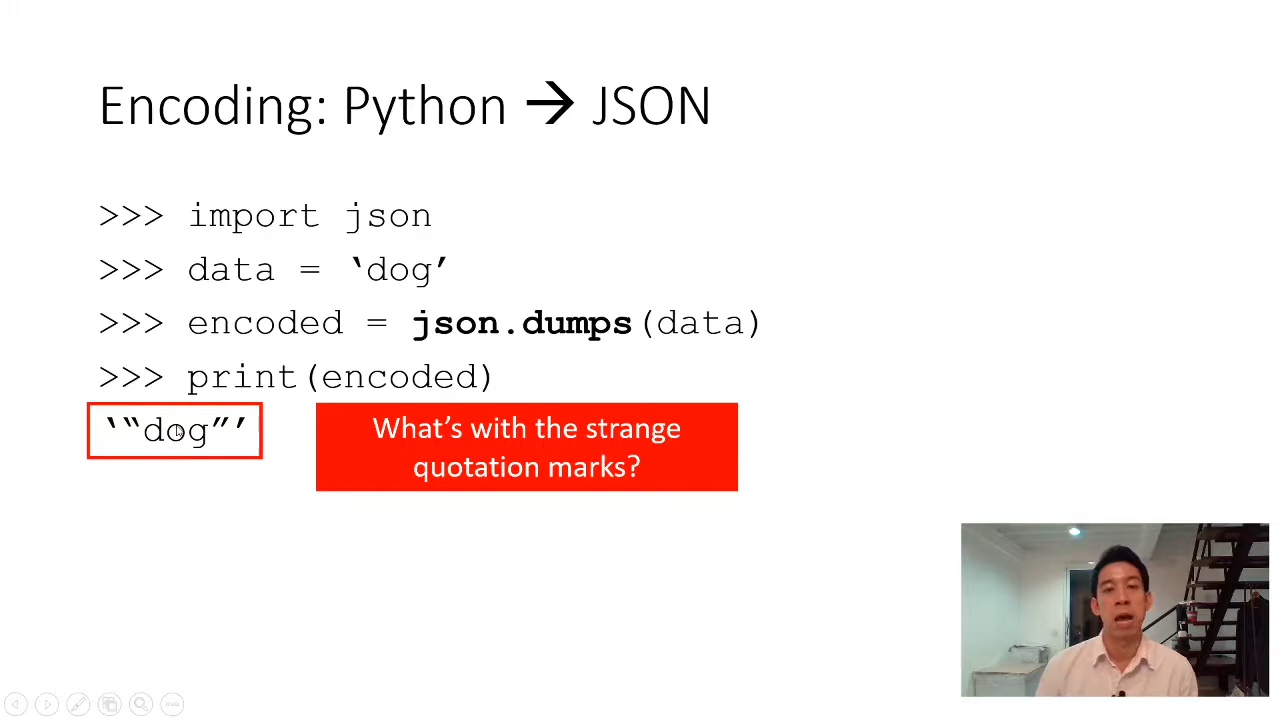 Encoding: Python → JSON
>>> import json
>>> data = ‘dog’
>>> encoded = json.dumps(data)
>>> print(encoded)
‘“dog”’
What’s with the strange
quotation marks?